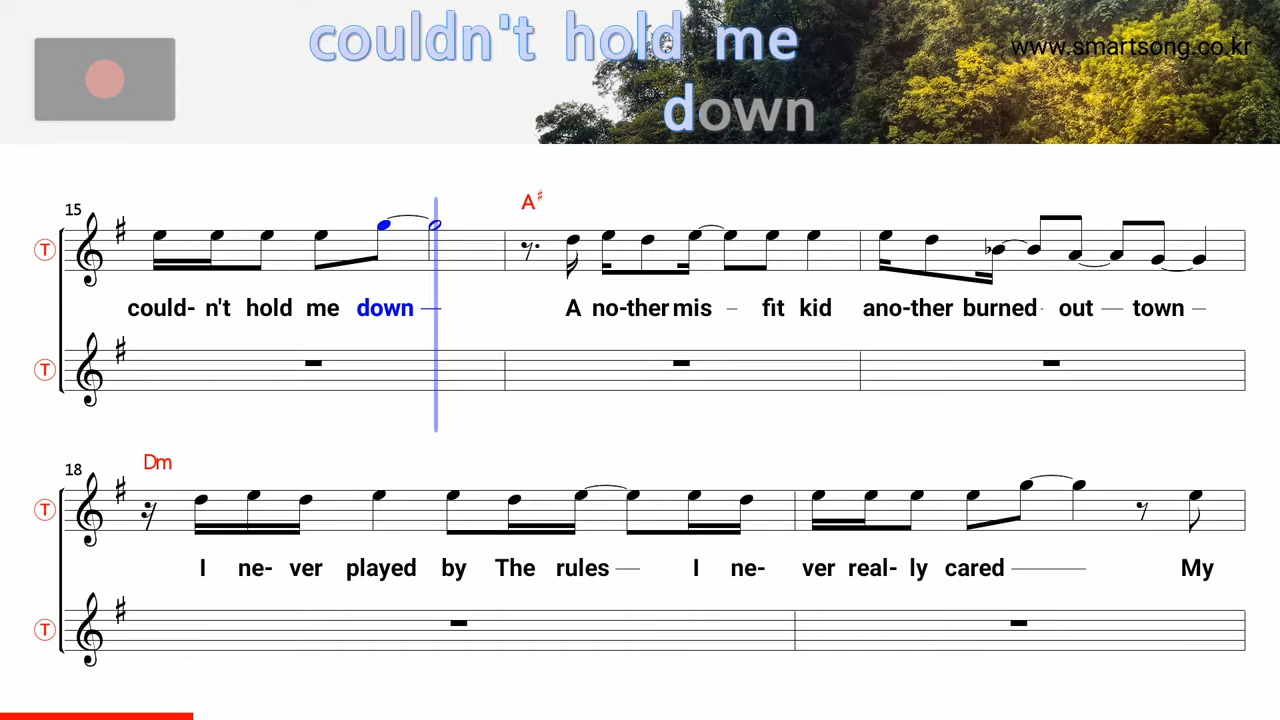 couldn't hold me
down
www.smartsong.co.kr
15
A♯
T
could- n't hold me down
A no-ther mis – fit kid
ano-ther burned out — town –
T
18
Dm
T
I ne- ver played by The rules — I ne-
ver real- ly cared — My
T